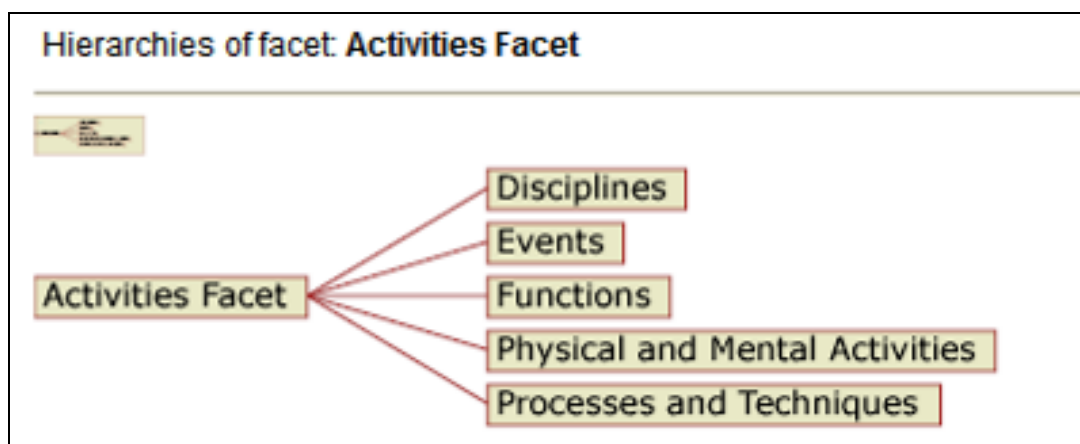 Hierarchies of facet: Activities Facet
Disciplines
Events
Activities Facet
Functions
Physical and Mental Activities
Processes and Techniques